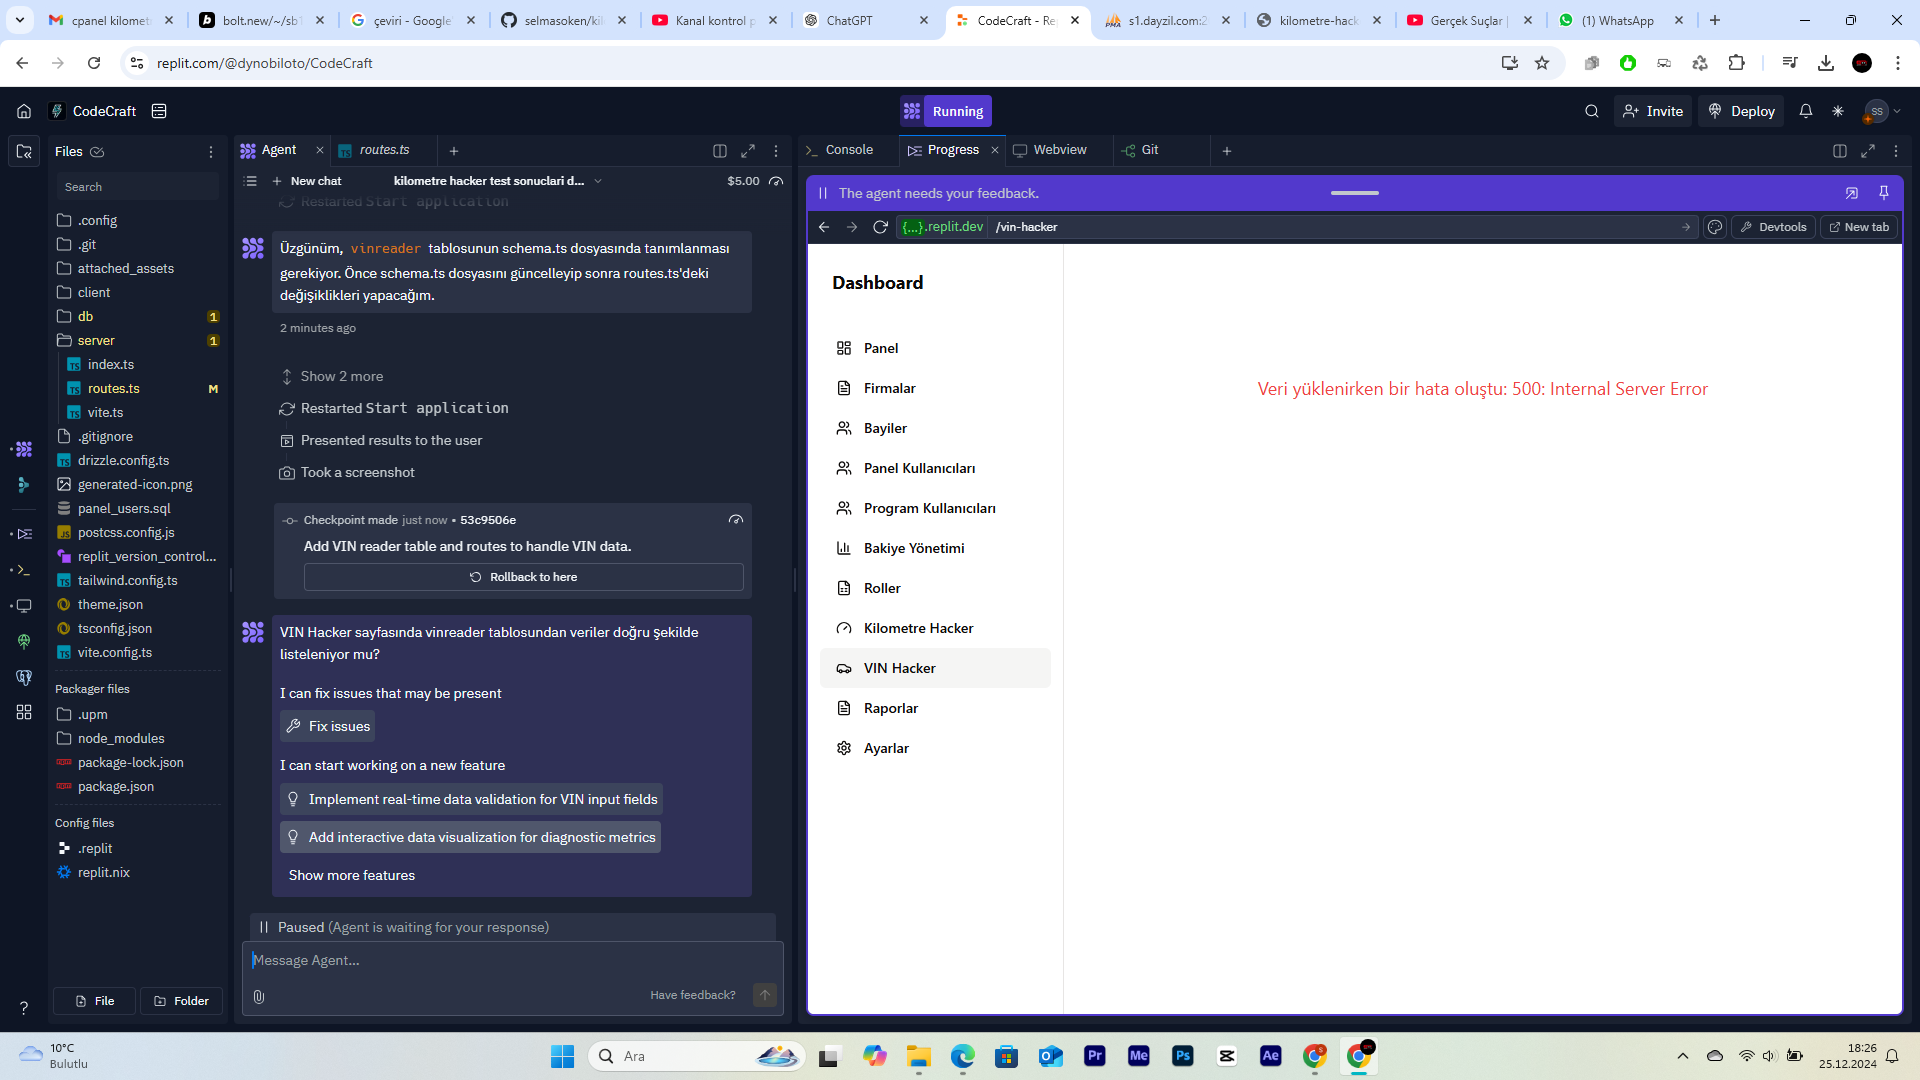 cpanel kilomet
bolt.new/~/sb1
çeviri - Google
selmasoken/kil
Kanal kontrol p
ChatGPT
CodeCraft - Re
s1.dayzil.com:2
kilometre-hack
Gerçek Suçlar
(1) WhatsApp
replit.com/@dynobiloto/CodeCraft
CodeCraft
Running
Invite
Deploy
SS
Files
Search
.config
.git
attached_assets
client
db 1
server 1
index.ts
routes.ts M
vite.ts
.gitignore
drizzle.config.ts
generated-icon.png
panel_users.sql
postcss.config.js
replit_version_control...
tailwind.config.ts
theme.json
tsconfig.json
vite.config.ts
Packager files
.upm
node_modules
package-lock.json
package.json
Config files
.replit
replit.nix
File
Folder
Agent
routes.ts
New chat
kilometre hacker test sonuclari d...
$5.00
Restarted Start application
Üzgünüm, vinreader tablosunun schema.ts dosyasında tanımlanması
gerekiyor. Önce schema.ts dosyasını güncelleyip sonra routes.ts'deki
değişiklikleri yapacağım.
2 minutes ago
Show 2 more
Restarted Start application
Presented results to the user
Took a screenshot
Checkpoint made just now • 53c9506e
Add VIN reader table and routes to handle VIN data.
Rollback to here
VIN Hacker sayfasında vinreader tablosundan veriler doğru şekilde
listeleniyor mu?
I can fix issues that may be present
Fix issues
I can start working on a new feature
Implement real-time data validation for VIN input fields
Add interactive data visualization for diagnostic metrics
Show more features
Paused (Agent is waiting for your response)
Message Agent...
Have feedback?
Console
Progress
Webview
Git
The agent needs your feedback.
{...}.replit.dev
/vin-hacker
Devtools
New tab
Dashboard
Panel
Firmalar
Bayiler
Panel Kullanıcıları
Program Kullanıcıları
Bakiye Yönetimi
Roller
Kilometre Hacker
VIN Hacker
Raporlar
Ayarlar
Veri yüklenirken bir hata oluştu: 500: Internal Server Error
10°C
Bulutlu
Ara
Pr
Me
Ps
Ae
18:26
25.12.2024